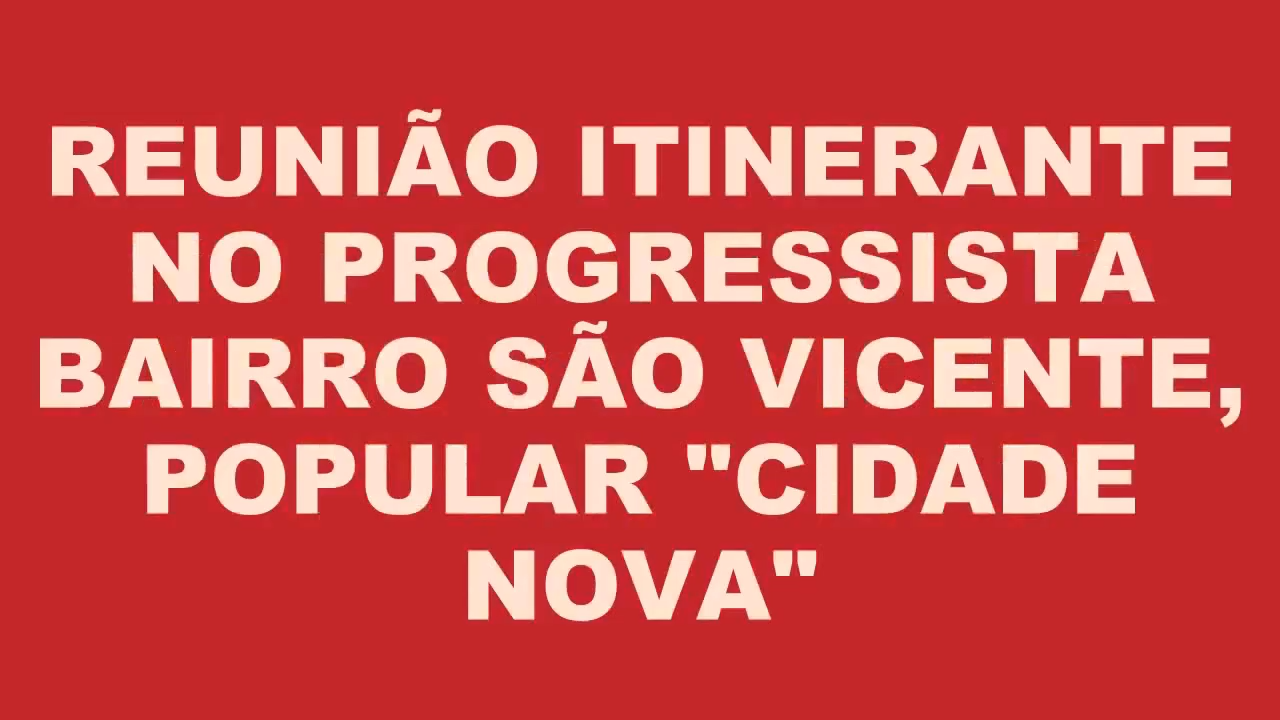 REUNIÃO ITINERANTE
NO PROGRESSISTA
BAIRRO SÃO VICENTE,
POPULAR "CIDADE
NOVA"